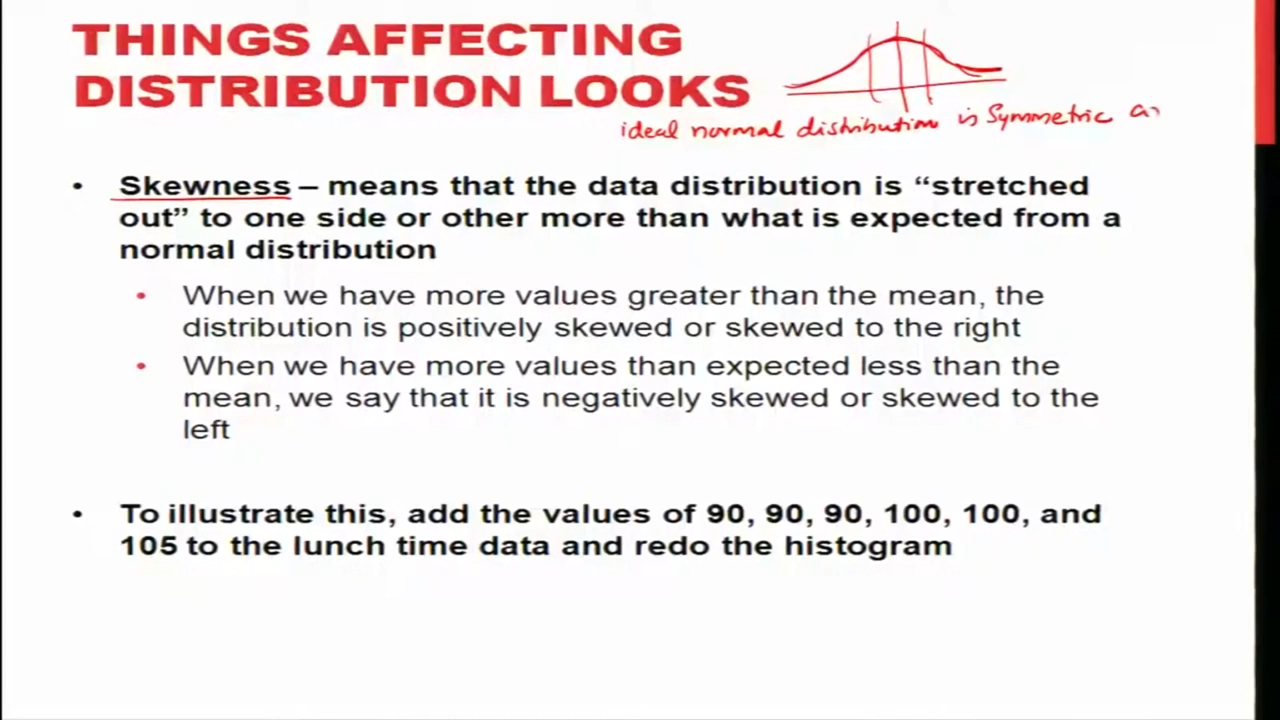 THINGS AFFECTING
DISTRIBUTION LOOKS
ideal normal distribution is Symmetric
• Skewness – means that the data distribution is “stretched
out” to one side or other more than what is expected from a
normal distribution
• When we have more values greater than the mean, the
distribution is positively skewed or skewed to the right
• When we have more values than expected less than the
mean, we say that it is negatively skewed or skewed to the
left
• To illustrate this, add the values of 90, 90, 90, 100, 100, and
105 to the lunch time data and redo the histogram